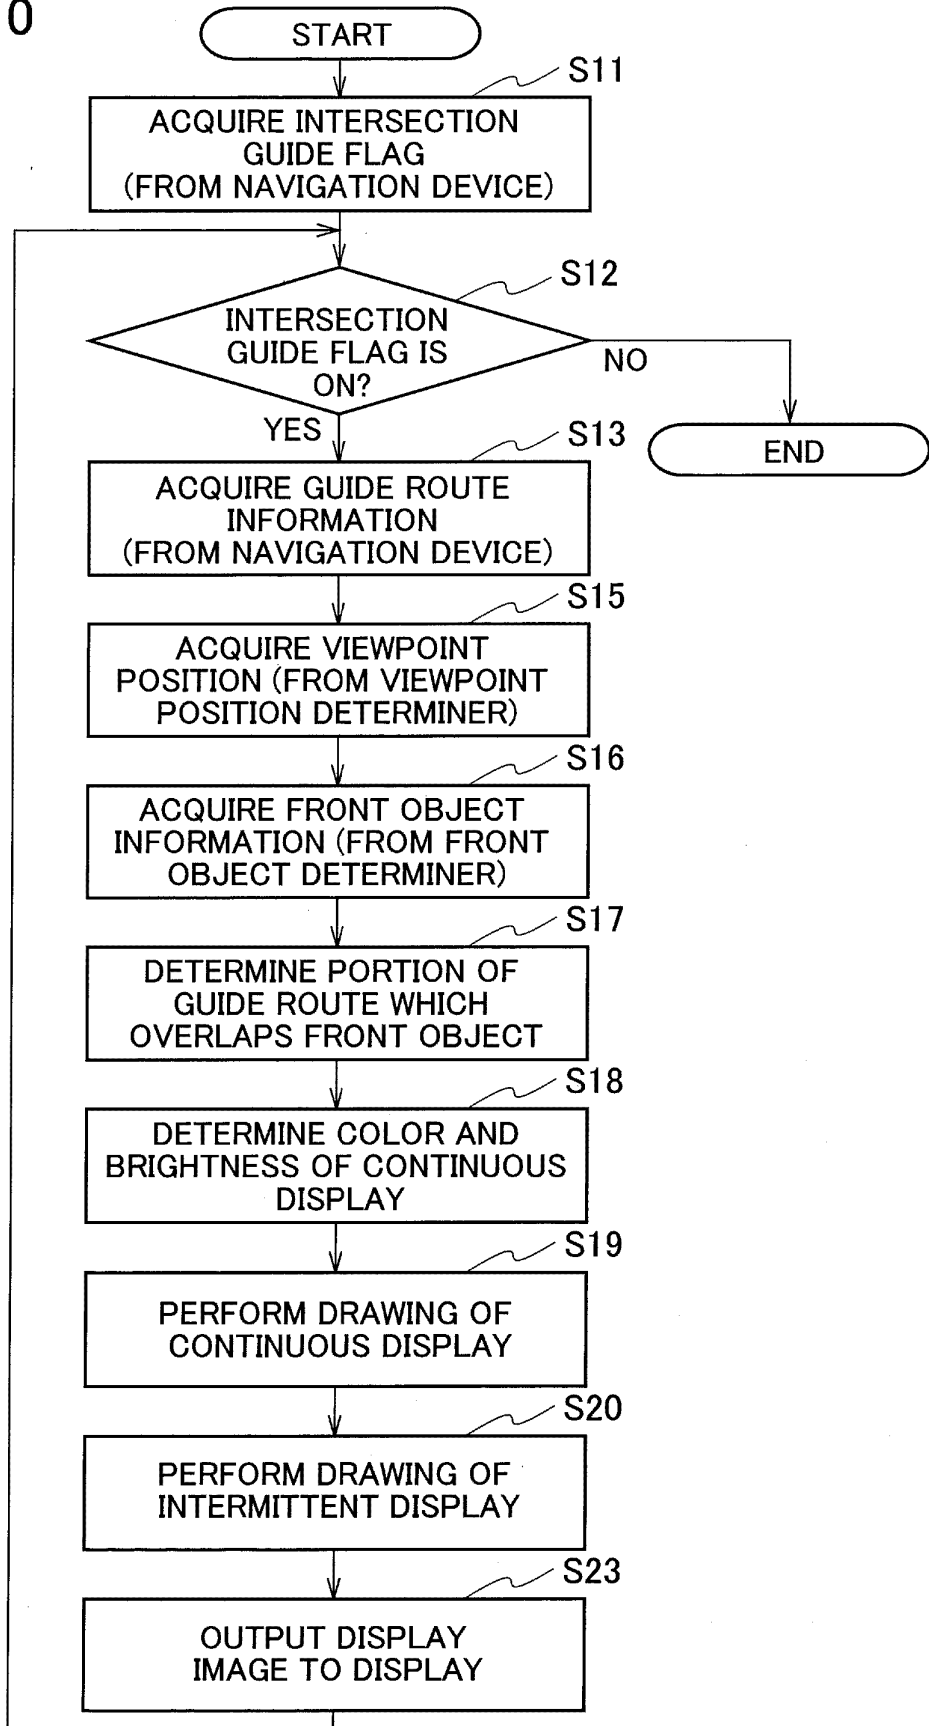 0
START
S11
ACQUIRE INTERSECTION
GUIDE FLAG
(FROM NAVIGATION DEVICE)
S12
INTERSECTION
GUIDE FLAG IS
ON?
NO
YES
END
S13
ACQUIRE GUIDE ROUTE
INFORMATION
(FROM NAVIGATION DEVICE)
S15
ACQUIRE VIEWPOINT
POSITION (FROM VIEWPOINT
POSITION DETERMINER)
S16
ACQUIRE FRONT OBJECT
INFORMATION (FROM FRONT
OBJECT DETERMINER)
S17
DETERMINE PORTION OF
GUIDE ROUTE WHICH
OVERLAPS FRONT OBJECT
S18
DETERMINE COLOR AND
BRIGHTNESS OF CONTINUOUS
DISPLAY
S19
PERFORM DRAWING OF
CONTINUOUS DISPLAY
S20
PERFORM DRAWING OF
INTERMITTENT DISPLAY
S23
OUTPUT DISPLAY
IMAGE TO DISPLAY